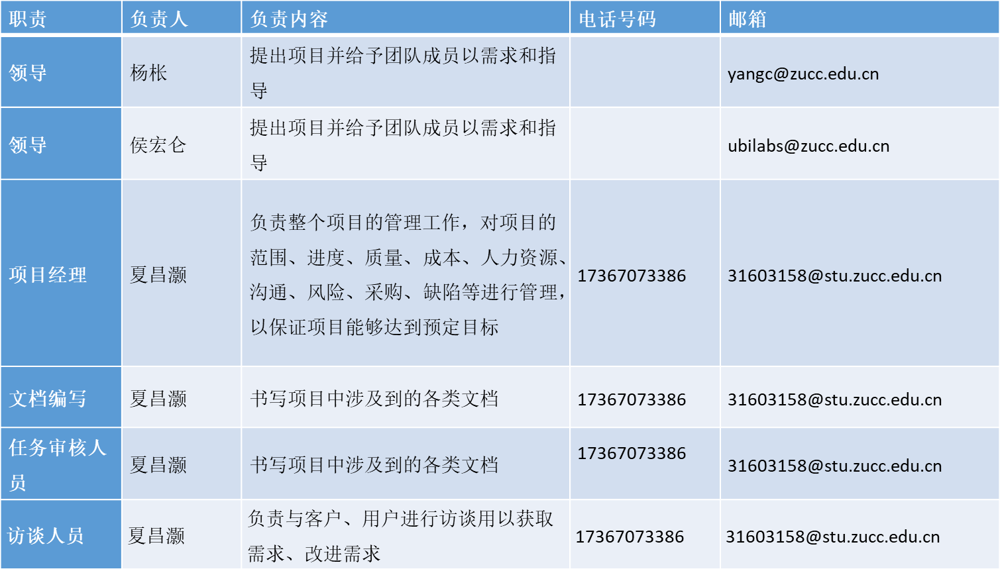 职责 负责人 负责内容 电话号码 邮箱
领导 杨枨 提出项目并给予团队成员以需求和指
导 yangc@zucc.edu.cn
领导 侯宏仑 提出项目并给予团队成员以需求和指
导 ubilabs@zucc.edu.cn
项目经理 夏昌灏 负责整个项目的管理工作，对项目的
范围、进度、质量、成本、人力资源、
沟通、风险、采购、缺陷等进行管理，
以保证项目能够达到预定目标 17367073386 31603158@stu.zucc.edu.cn
文档编写 夏昌灏 书写项目中涉及到的各类文档 17367073386 31603158@stu.zucc.edu.cn
任务审核人
员 夏昌灏 书写项目中涉及到的各类文档 17367073386 31603158@stu.zucc.edu.cn
访谈人员 夏昌灏 负责与客户、用户进行访谈用以获取
需求、改进需求 17367073386 31603158@stu.zucc.edu.cn